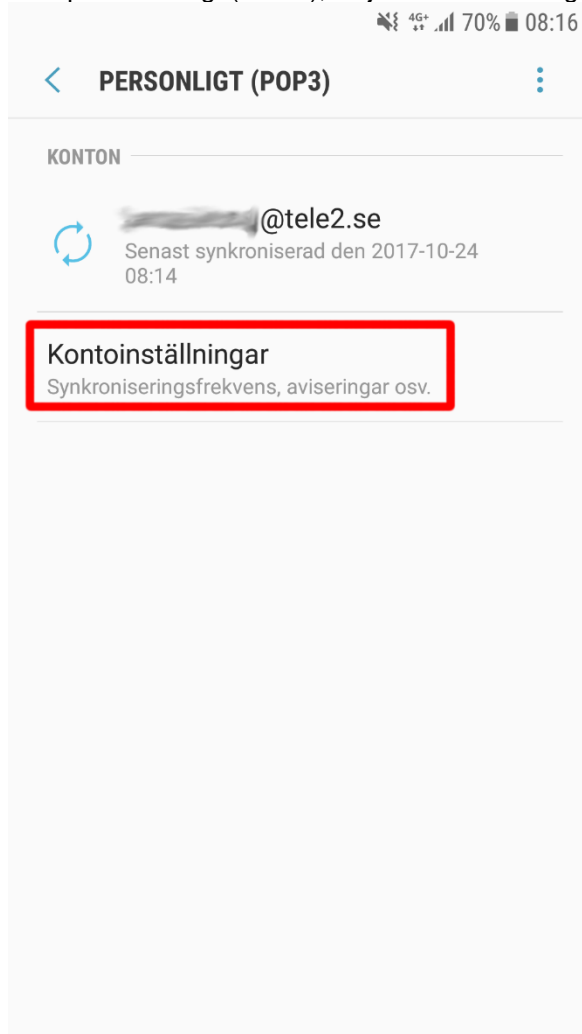 4G+ 70% 08:16
PERSONLIGT (POP3)
KONTON
@tele2.se
Senast synkroniserad den 2017-10-24
08:14
Kontoinställningar
Synkroniseringsfrekvens, aviseringar osv.